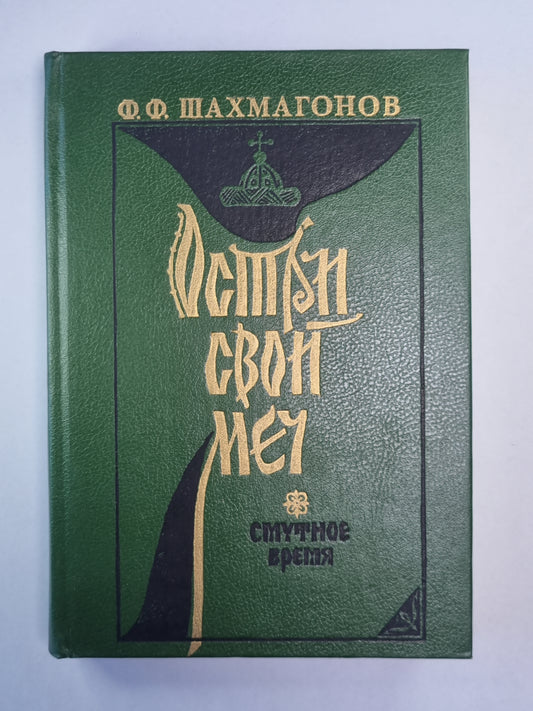 Ф. Ф. ШАХМАГОНОВ
Остри
свой
меч
смутное
время